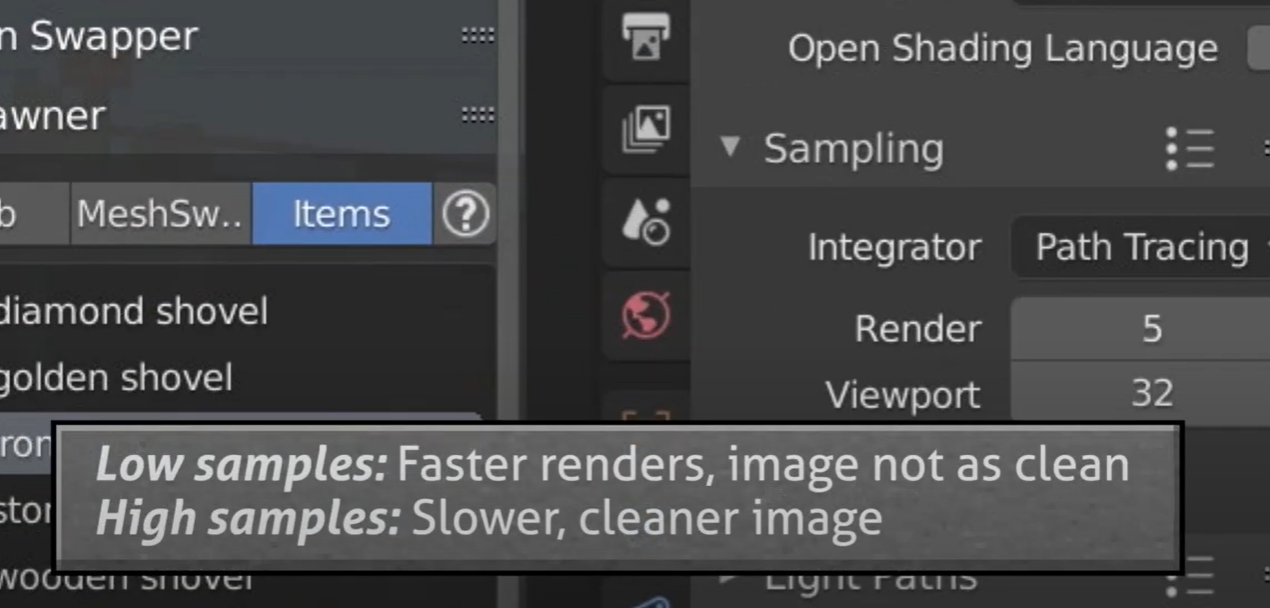 n Swapper
awner
b
MeshSw..
Items
?
diamond shovel
golden shovel
ron
stor
wooden shovel
Open Shading Language
Sampling
Integrator
Path Tracing
Render
5
Viewport
32
Light Paths
Low samples: Faster renders, image not as clean
High samples: Slower, cleaner image